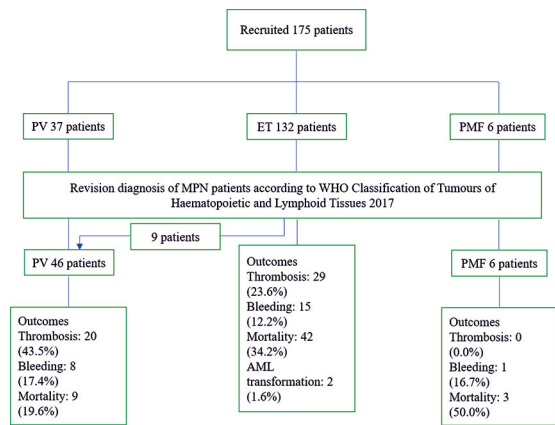 Recruited 175 patients
PV 37 patients
ET 132 patients
PMF 6 patients
Revision diagnosis of MPN patients according to WHO Classification of Tumours of
Haematopoietic and Lymphoid Tissues 2017
9 patients
PV 46 patients
PMF 6 patients
Outcomes
Thrombosis: 20
(43.5%)
Bleeding: 8
(17.4%)
Mortality: 9
(19.6%)
Outcomes
Thrombosis: 29
(23.6%)
Bleeding: 15
(12.2%)
Mortality: 42
(34.2%)
AML
transformation: 2
(1.6%)
Outcomes
Thrombosis: 0
(0.0%)
Bleeding: 1
(16.7%)
Mortality: 3
(50.0%)